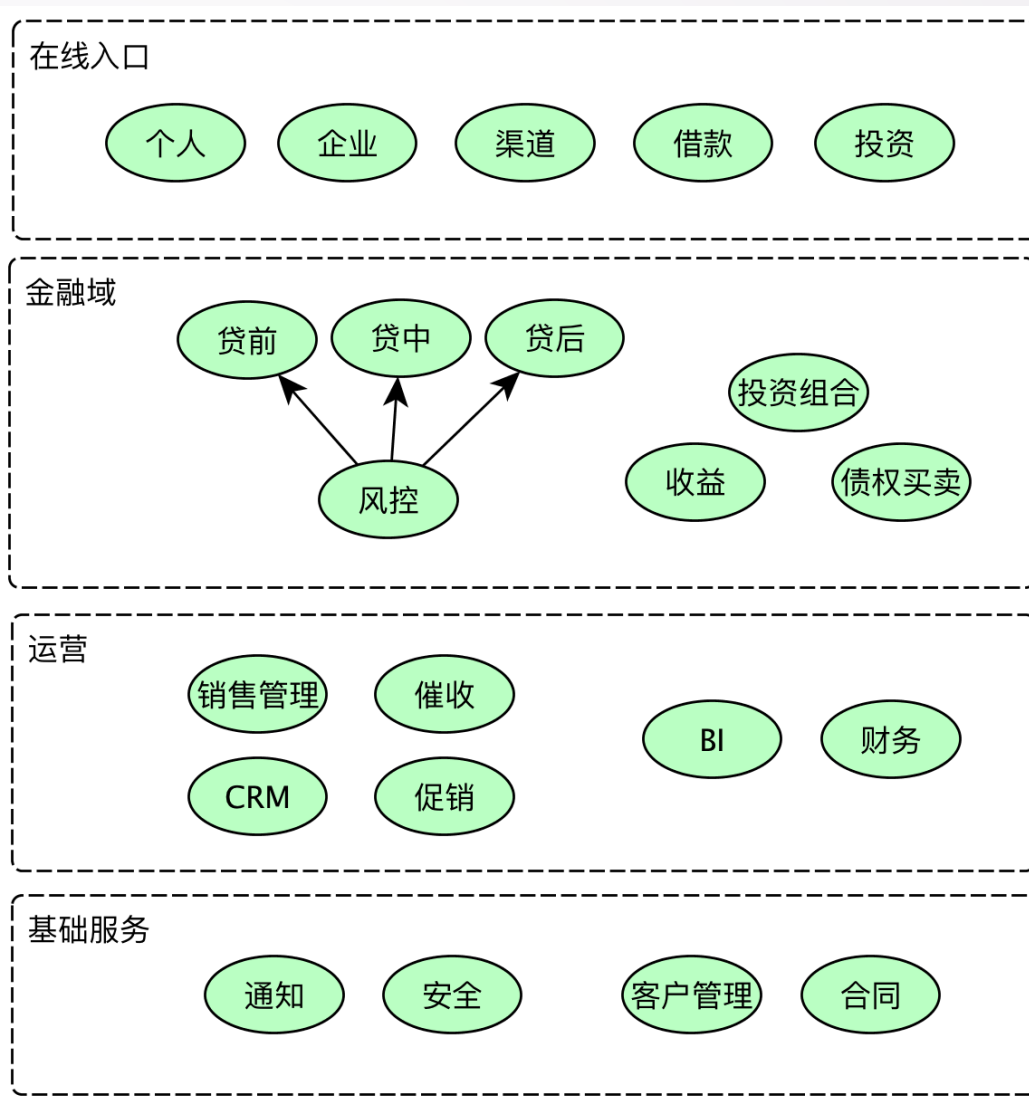 在线入口
个人 企业 渠道 借款 投资
金融域
贷前 贷中 贷后
投资组合
收益 债权买卖
风控
运营
销售管理 催收
BI 财务
CRM 促销
基础服务
通知 安全 客户管理 合同